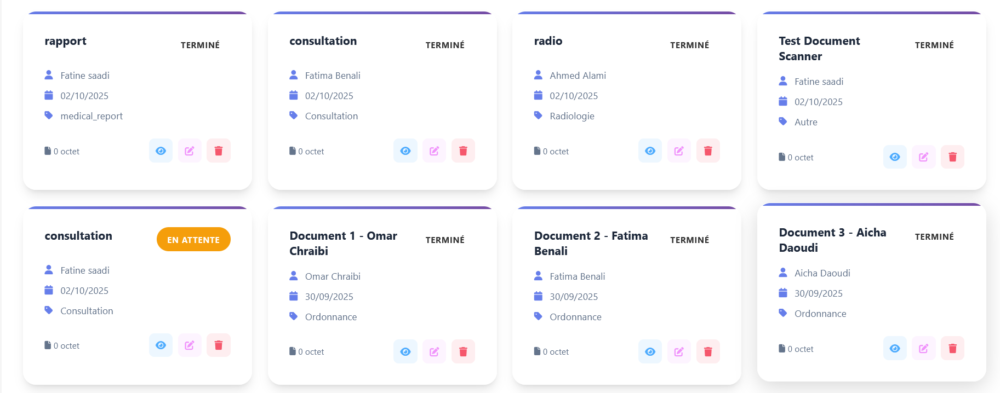 rapport
TERMINÉ
Fatine saadi
02/10/2025
medical_report
0 octet
consultation
TERMINÉ
Fatima Benali
02/10/2025
Consultation
0 octet
radio
TERMINÉ
Ahmed Alami
02/10/2025
Radiologie
0 octet
Test Document
Scanner
TERMINÉ
Fatine saadi
02/10/2025
Autre
0 octet
consultation
EN ATTENTE
Fatine saadi
02/10/2025
Consultation
0 octet
Document 1 - Omar
Chraibi
TERMINÉ
Omar Chraibi
30/09/2025
Ordonnance
0 octet
Document 2 - Fatima
Benali
TERMINÉ
Fatima Benali
30/09/2025
Ordonnance
0 octet
Document 3 - Aicha
Daoudi
TERMINÉ
Aicha Daoudi
30/09/2025
Ordonnance
0 octet